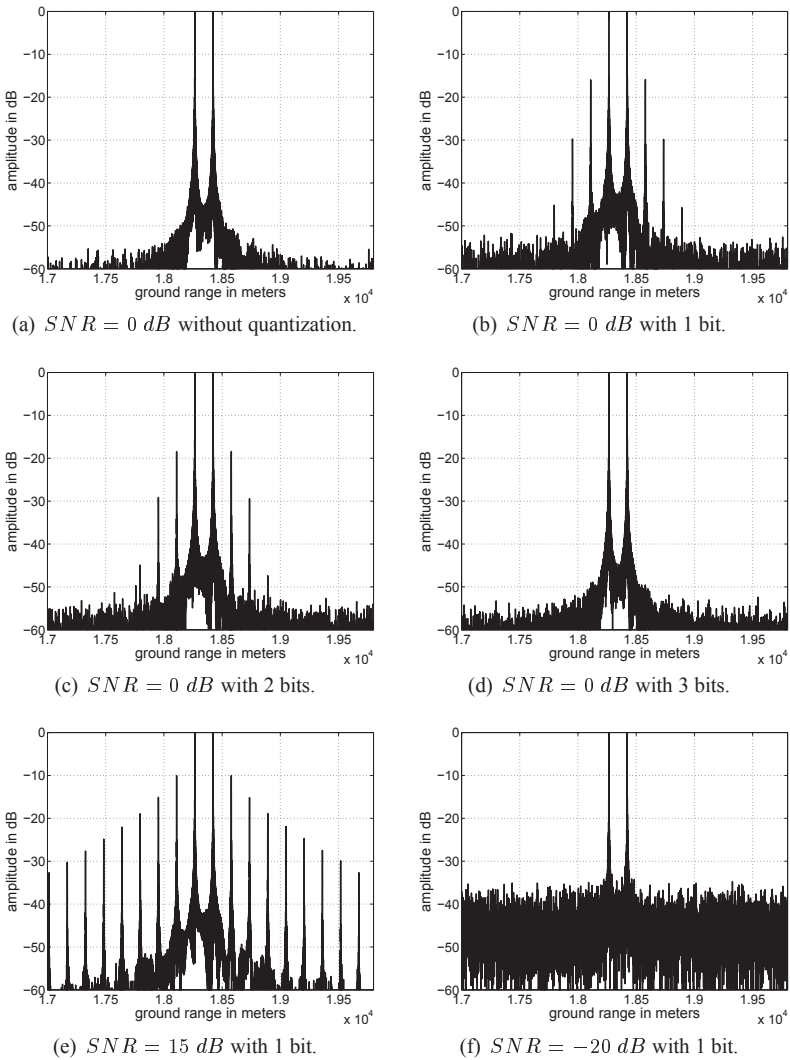 0
−10
−20
−30
−40
−50
−60
amplitude in dB
1.7 1.75 1.8 1.85 1.9 1.95
ground range in meters
x 10^4
(a) SNR = 0 dB without quantization.
0
−10
−20
−30
−40
−50
−60
amplitude in dB
1.7 1.75 1.8 1.85 1.9 1.95
ground range in meters
x 10^4
(b) SNR = 0 dB with 1 bit.
0
−10
−20
−30
−40
−50
−60
amplitude in dB
1.7 1.75 1.8 1.85 1.9 1.95
ground range in meters
x 10^4
(c) SNR = 0 dB with 2 bits.
0
−10
−20
−30
−40
−50
−60
amplitude in dB
1.7 1.75 1.8 1.85 1.9 1.95
ground range in meters
x 10^4
(d) SNR = 0 dB with 3 bits.
0
−10
−20
−30
−40
−50
−60
amplitude in dB
1.7 1.75 1.8 1.85 1.9 1.95
ground range in meters
x 10^4
(e) SNR = 15 dB with 1 bit.
0
−10
−20
−30
−40
−50
−60
amplitude in dB
1.7 1.75 1.8 1.85 1.9 1.95
ground range in meters
x 10^4
(f) SNR = −20 dB with 1 bit.